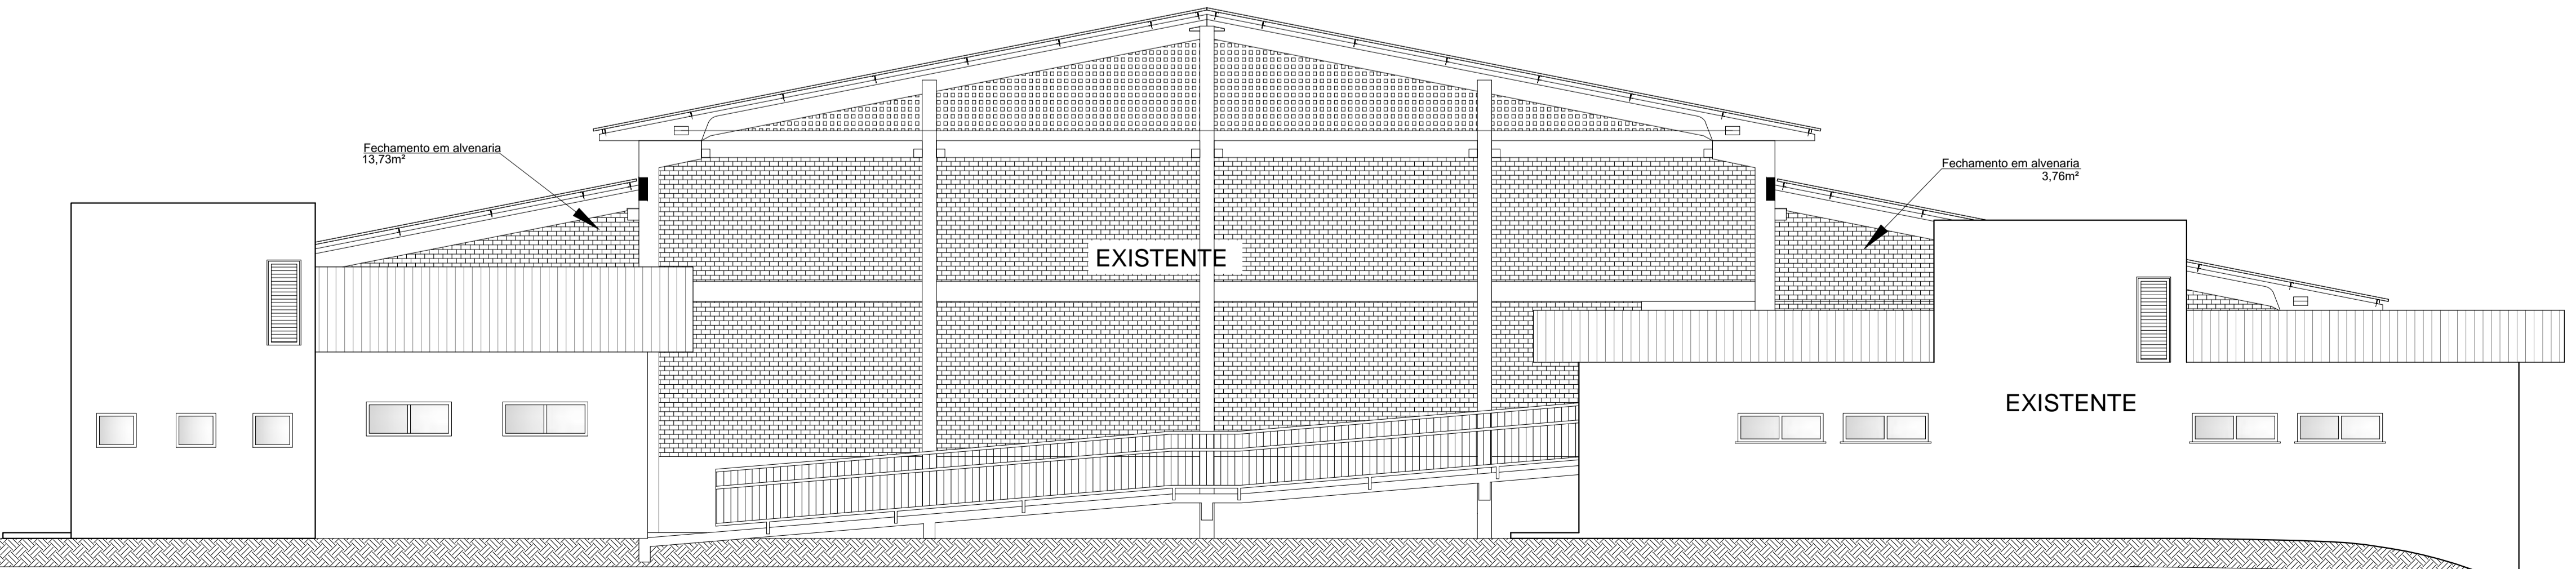 Fechamento em alvenaria
13,73m²
Fechamento em alvenaria
3,76m²
EXISTENTE
EXISTENTE